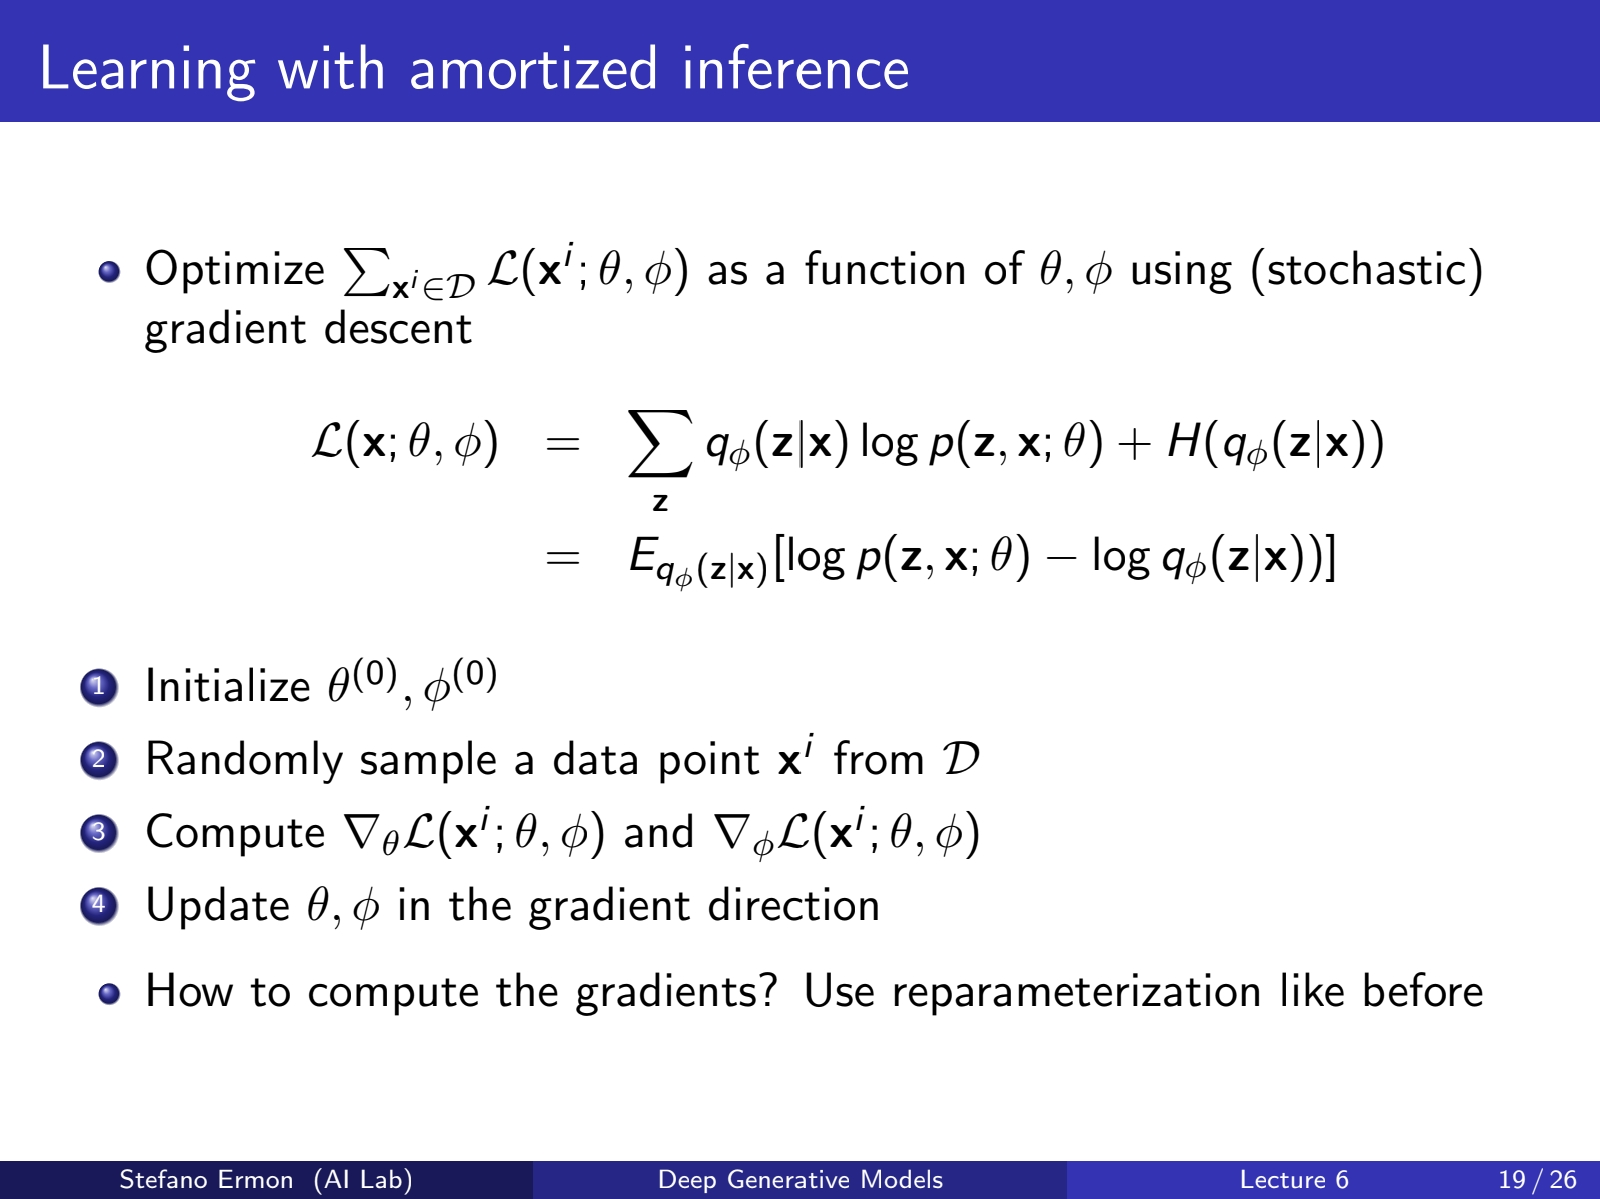 Learning with amortized inference
• Optimize ∑_{𝐱^i∈𝒟} ℒ(𝐱^i; θ, ϕ) as a function of θ, ϕ using (stochastic)
gradient descent
ℒ(𝐱; θ, ϕ) = ∑_𝐳 q_ϕ(𝐳|𝐱) log p(𝐳, 𝐱; θ) + H(q_ϕ(𝐳|𝐱))
= E_{q_ϕ(𝐳|𝐱)}[log p(𝐳, 𝐱; θ) − log q_ϕ(𝐳|𝐱))]
1 Initialize θ^(0), ϕ^(0)
2 Randomly sample a data point 𝐱^i from 𝒟
3 Compute ∇_θ ℒ(𝐱^i; θ, ϕ) and ∇_ϕ ℒ(𝐱^i; θ, ϕ)
4 Update θ, ϕ in the gradient direction
• How to compute the gradients? Use reparameterization like before
Stefano Ermon (AI Lab) Deep Generative Models Lecture 6 19 / 26